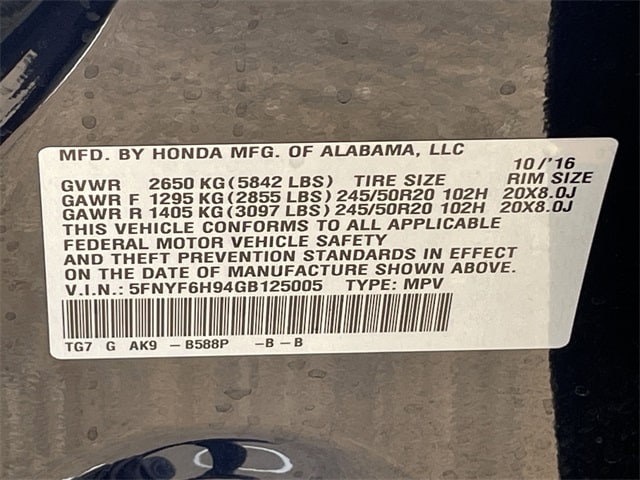 MFD. BY HONDA MFG. OF ALABAMA, LLC 10/'16
GVWR 2650 KG (5842 LBS) TIRE SIZE RIM SIZE
GAWR F 1295 KG (2855 LBS) 245/50R20 102H 20X8.0J
GAWR R 1405 KG (3097 LBS) 245/50R20 102H 20X8.0J
THIS VEHICLE CONFORMS TO ALL APPLICABLE
FEDERAL MOTOR VEHICLE SAFETY
AND THEFT PREVENTION STANDARDS IN EFFECT
ON THE DATE OF MANUFACTURE SHOWN ABOVE.
V.I.N.: 5FNYF6H94GB125005 TYPE: MPV
TG7 G AK9 - B588P - B - B